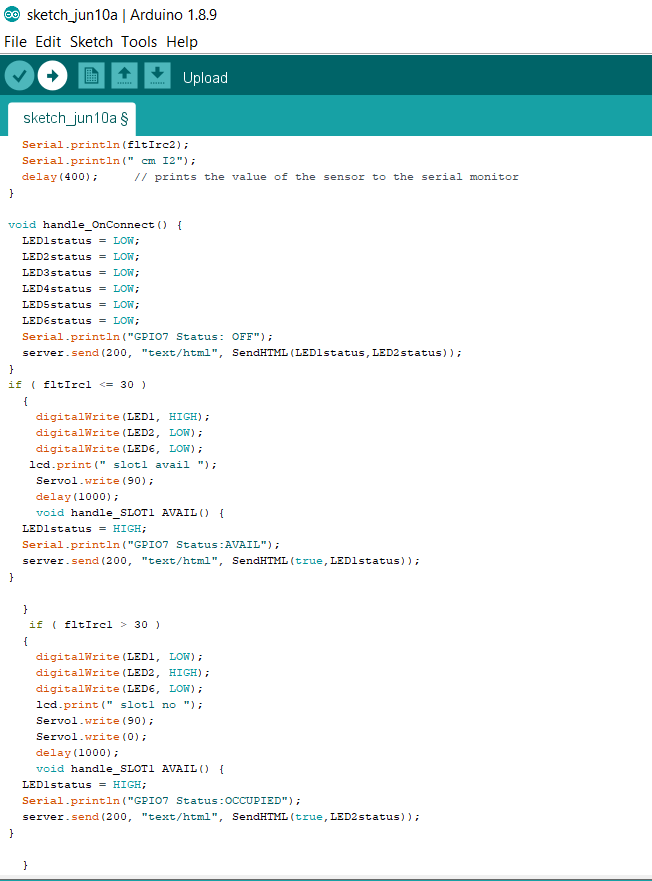 sketch_jun10a | Arduino 1.8.9
File Edit Sketch Tools Help
Upload
sketch_jun10a §
Serial.println(fltIrc2);
Serial.println(" cm I2");
delay(400);     // prints the value of the sensor to the serial monitor
}
void handle_OnConnect() {
LED1status = LOW;
LED2status = LOW;
LED3status = LOW;
LED4status = LOW;
LED5status = LOW;
LED6status = LOW;
Serial.println("GPIO7 Status: OFF");
server.send(200, "text/html", SendHTML(LED1status,LED2status));
}
if ( fltIrc1 <= 30 )
{
digitalWrite(LED1, HIGH);
digitalWrite(LED2, LOW);
digitalWrite(LED6, LOW);
lcd.print(" slot1 avail ");
Servo1.write(90);
delay(1000);
void handle_SLOT1 AVAIL() {
LED1status = HIGH;
Serial.println("GPIO7 Status:AVAIL");
server.send(200, "text/html", SendHTML(true,LED1status));
}
}
if ( fltIrc1 > 30 )
{
digitalWrite(LED1, LOW);
digitalWrite(LED2, HIGH);
digitalWrite(LED6, LOW);
lcd.print(" slot1 no ");
Servo1.write(90);
Servo1.write(0);
delay(1000);
void handle_SLOT1 AVAIL() {
LED1status = HIGH;
Serial.println("GPIO7 Status:OCCUPIED");
server.send(200, "text/html", SendHTML(true,LED2status));
}
}